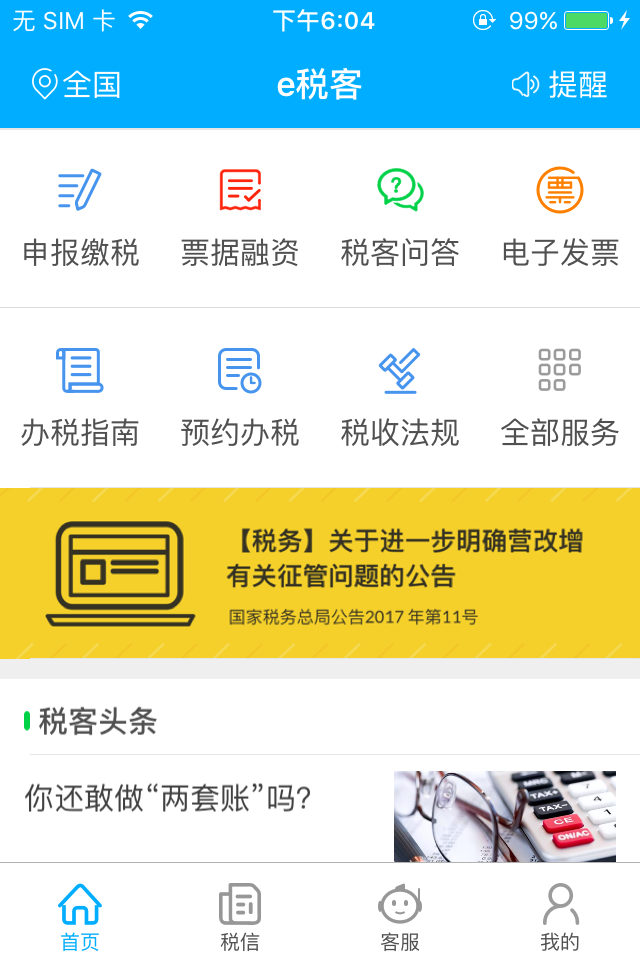 无 SIM 卡 下午6:04 99%
全国 e税客 提醒
? 票
申报缴税 票据融资 税客问答 电子发票
办税指南 预约办税 税收法规 全部服务
【税务】关于进一步明确营改增
有关征管问题的公告
国家税务总局公告2017 年第11号
税客头条
你还敢做“两套账”吗?
TAX+
TAX-
CE
ON/AC
7
4
1
首页 税信 客服 我的